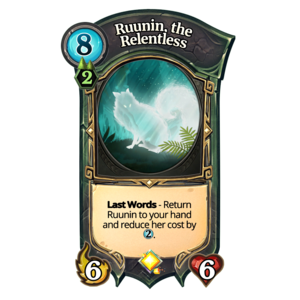 8
Ruunin, the
Relentless
2
Last Words - Return
Ruunin to your hand
and reduce her cost by
2.
6
6